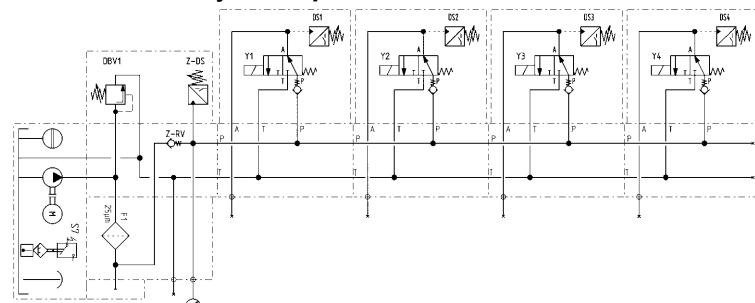 DS1 DS2 DS3 DS4
DBV1 Z-DS
A A A A
Y1 Y2 Y3 Y4
T T T T T T T T
P P P P
Z-RV
P A T P P A T P P A T P P A T P
T T T T
M
25µm F1
S7